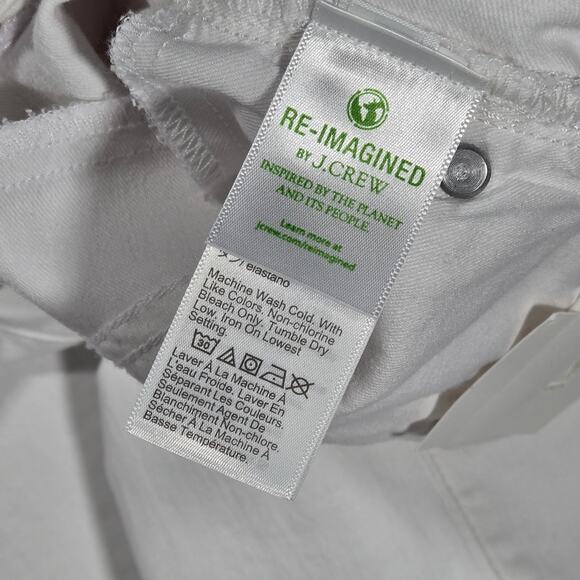 RE-IMAGINED
BY J.CREW
INSPIRED BY THE PLANET
AND ITS PEOPLE
Learn more at
jcrew.com/reimagined
elastano
Machine Wash Cold, With
Like Colors. Non-chlorine
Bleach Only. Tumble Dry
Low. Iron On Lowest
Setting.
30
Laver À La Machine À
L'eau Froide. Laver En
Séparant Les Couleurs.
Seulement Agent De
Blanchiment Non-chlore.
Sécher À La Machine À
Basse Température.